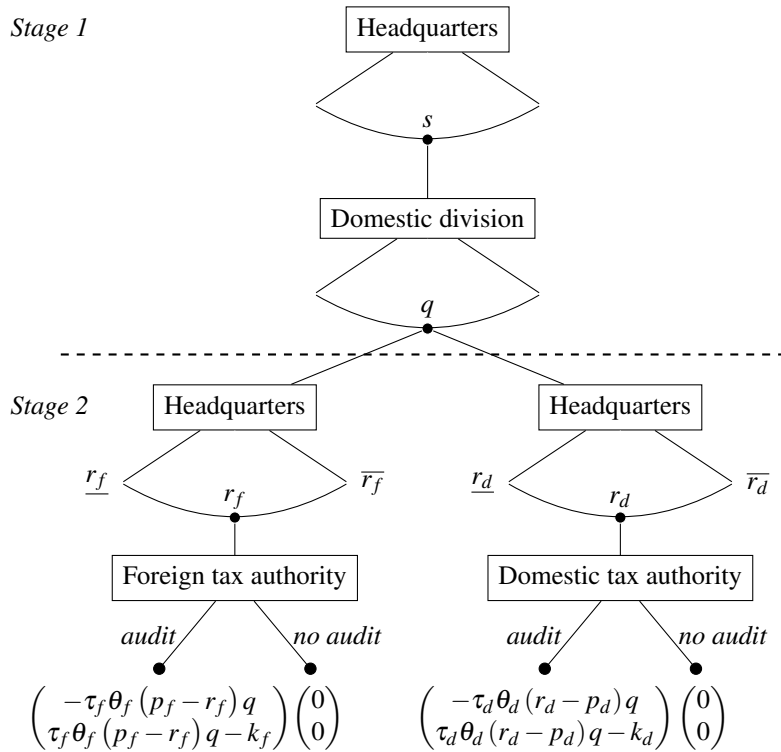 Stage 1
Headquarters
s
Domestic division
q
Stage 2
Headquarters Headquarters
r_f r_f r_f r_d r_d r_d
Foreign tax authority Domestic tax authority
audit no audit audit no audit
(−τ_f θ_f (p_f − r_f) q) (0) (−τ_d θ_d (r_d − p_d) q) (0)
(τ_f θ_f (p_f − r_f) q − k_f) (0) (τ_d θ_d (r_d − p_d) q − k_d) (0)